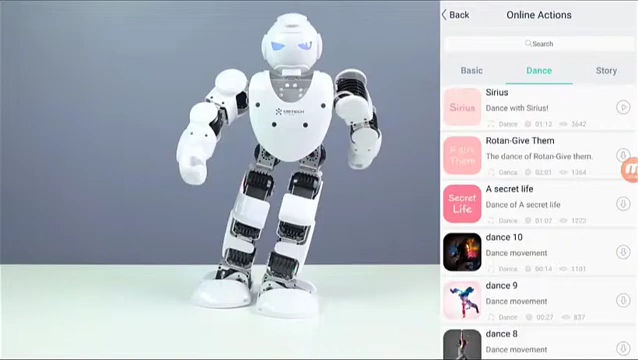 Back
Online Actions
Search
Basic
Dance
Story
Sirius
Sirius
Dance with Sirius!
Dance 01:12 3642
Rotan-Give Them
R-give Them
The dance of Rotan-Give them.
Dance 02:01 1364
A secret life
Secret Life
Dance of A secret life
Dance 01:07 1272
dance 10
Dance movement
Dance 00:14 1101
dance 9
Dance movement
Dance 00:27 837
dance 8
Dance movement